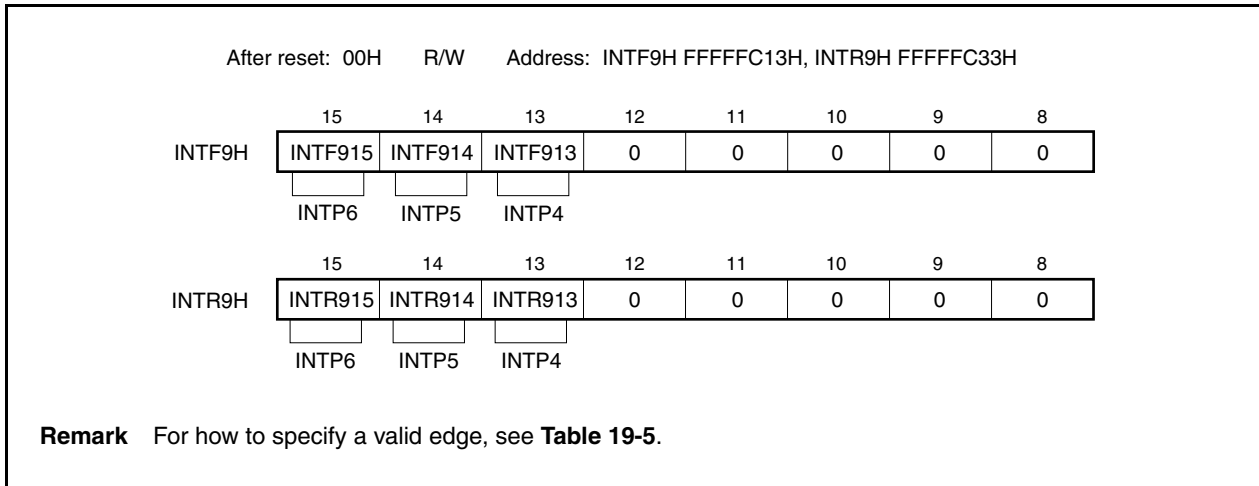 After reset: 00H R/W Address: INTF9H FFFFFC13H, INTR9H FFFFFC33H
15 14 13 12 11 10 9 8
INTF9H INTF915 INTF914 INTF913 0 0 0 0 0
INTP6 INTP5 INTP4
15 14 13 12 11 10 9 8
INTR9H INTR915 INTR914 INTR913 0 0 0 0 0
INTP6 INTP5 INTP4
Remark For how to specify a valid edge, see Table 19-5.